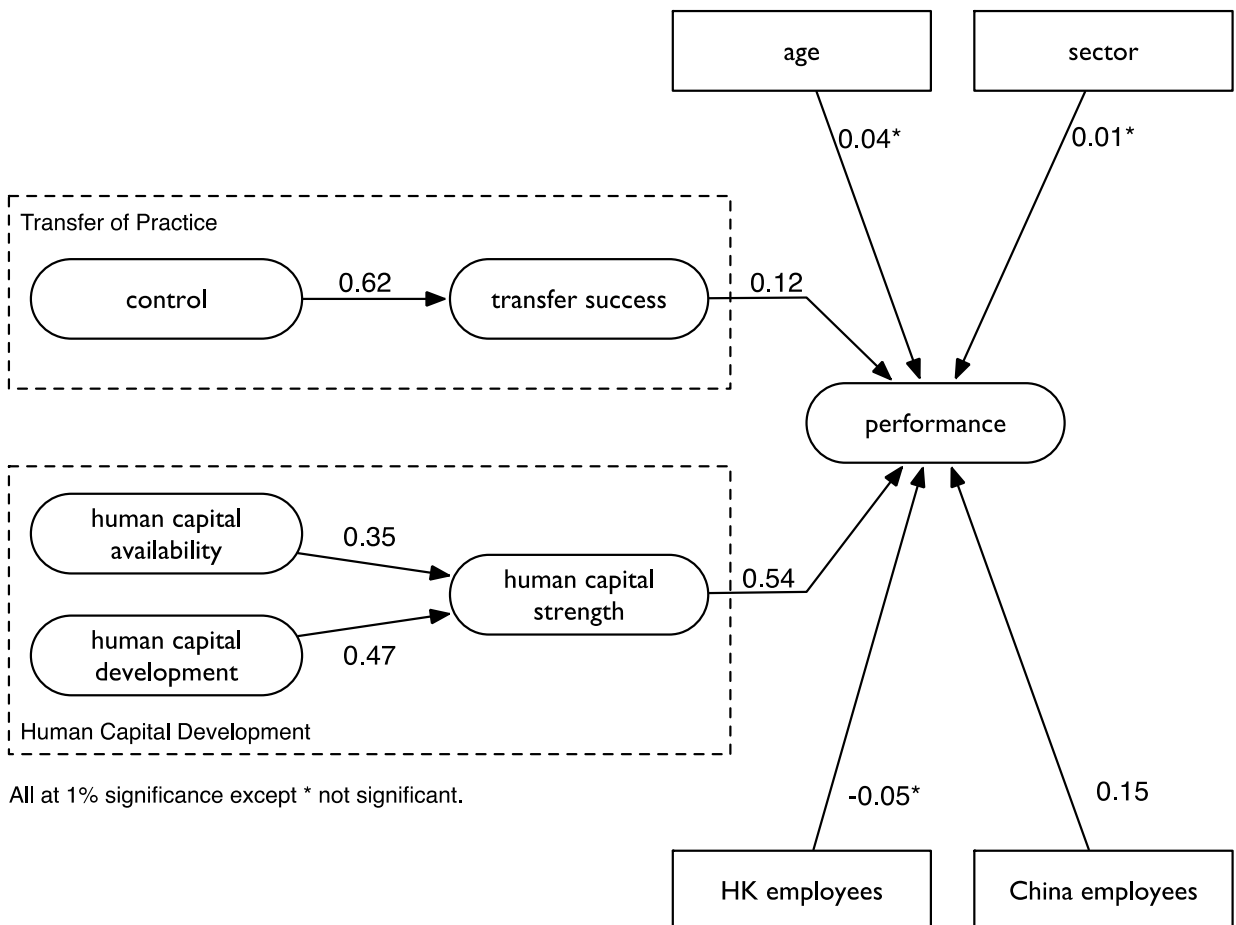 age
sector
0.04*
0.01*
Transfer of Practice
control
0.62
transfer success
0.12
performance
human capital
availability
0.35
human capital
strength
0.54
human capital
development
0.47
Human Capital Development
All at 1% significance except * not significant.
-0.05*
0.15
HK employees
China employees